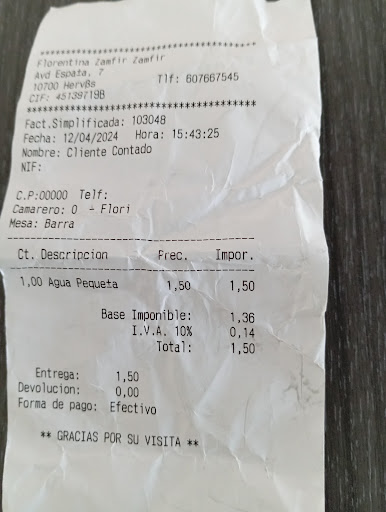 ****************************************
Florentina Zamfir Zamfir
Avd España, 7 Tlf: 607667545
10700 HervBs
CIF: 45139719B
****************************************
Fact.Simplificada: 103048
Fecha: 12/04/2024 Hora: 15:43:25
Nombre: Cliente Contado
NIF:
C.P:00000 Telf:
Camarero: 0 - Flori
Mesa: Barra
----------------------------------------
Ct. Descripcion Prec. Impor.
----------------------------------------
1,00 Agua Pequeta 1,50 1,50
Base Imponible: 1,36
I.V.A. 10% 0,14
Total: 1,50
Entrega: 1,50
Devolucion: 0,00
Forma de pago: Efectivo
** GRACIAS POR SU VISITA **